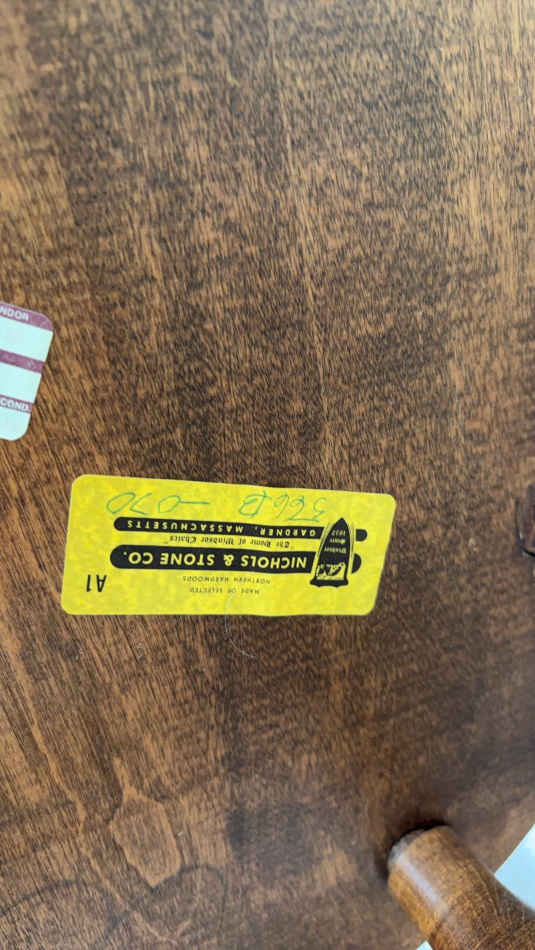 NDOR
COND.
MADE OF SELECTED
NORTHERN HARDWOODS
A1
NICHOLS & STONE CO.
"The Home of Windsor Chairs"
GARDNER, MASSACHUSETTS
566B -070